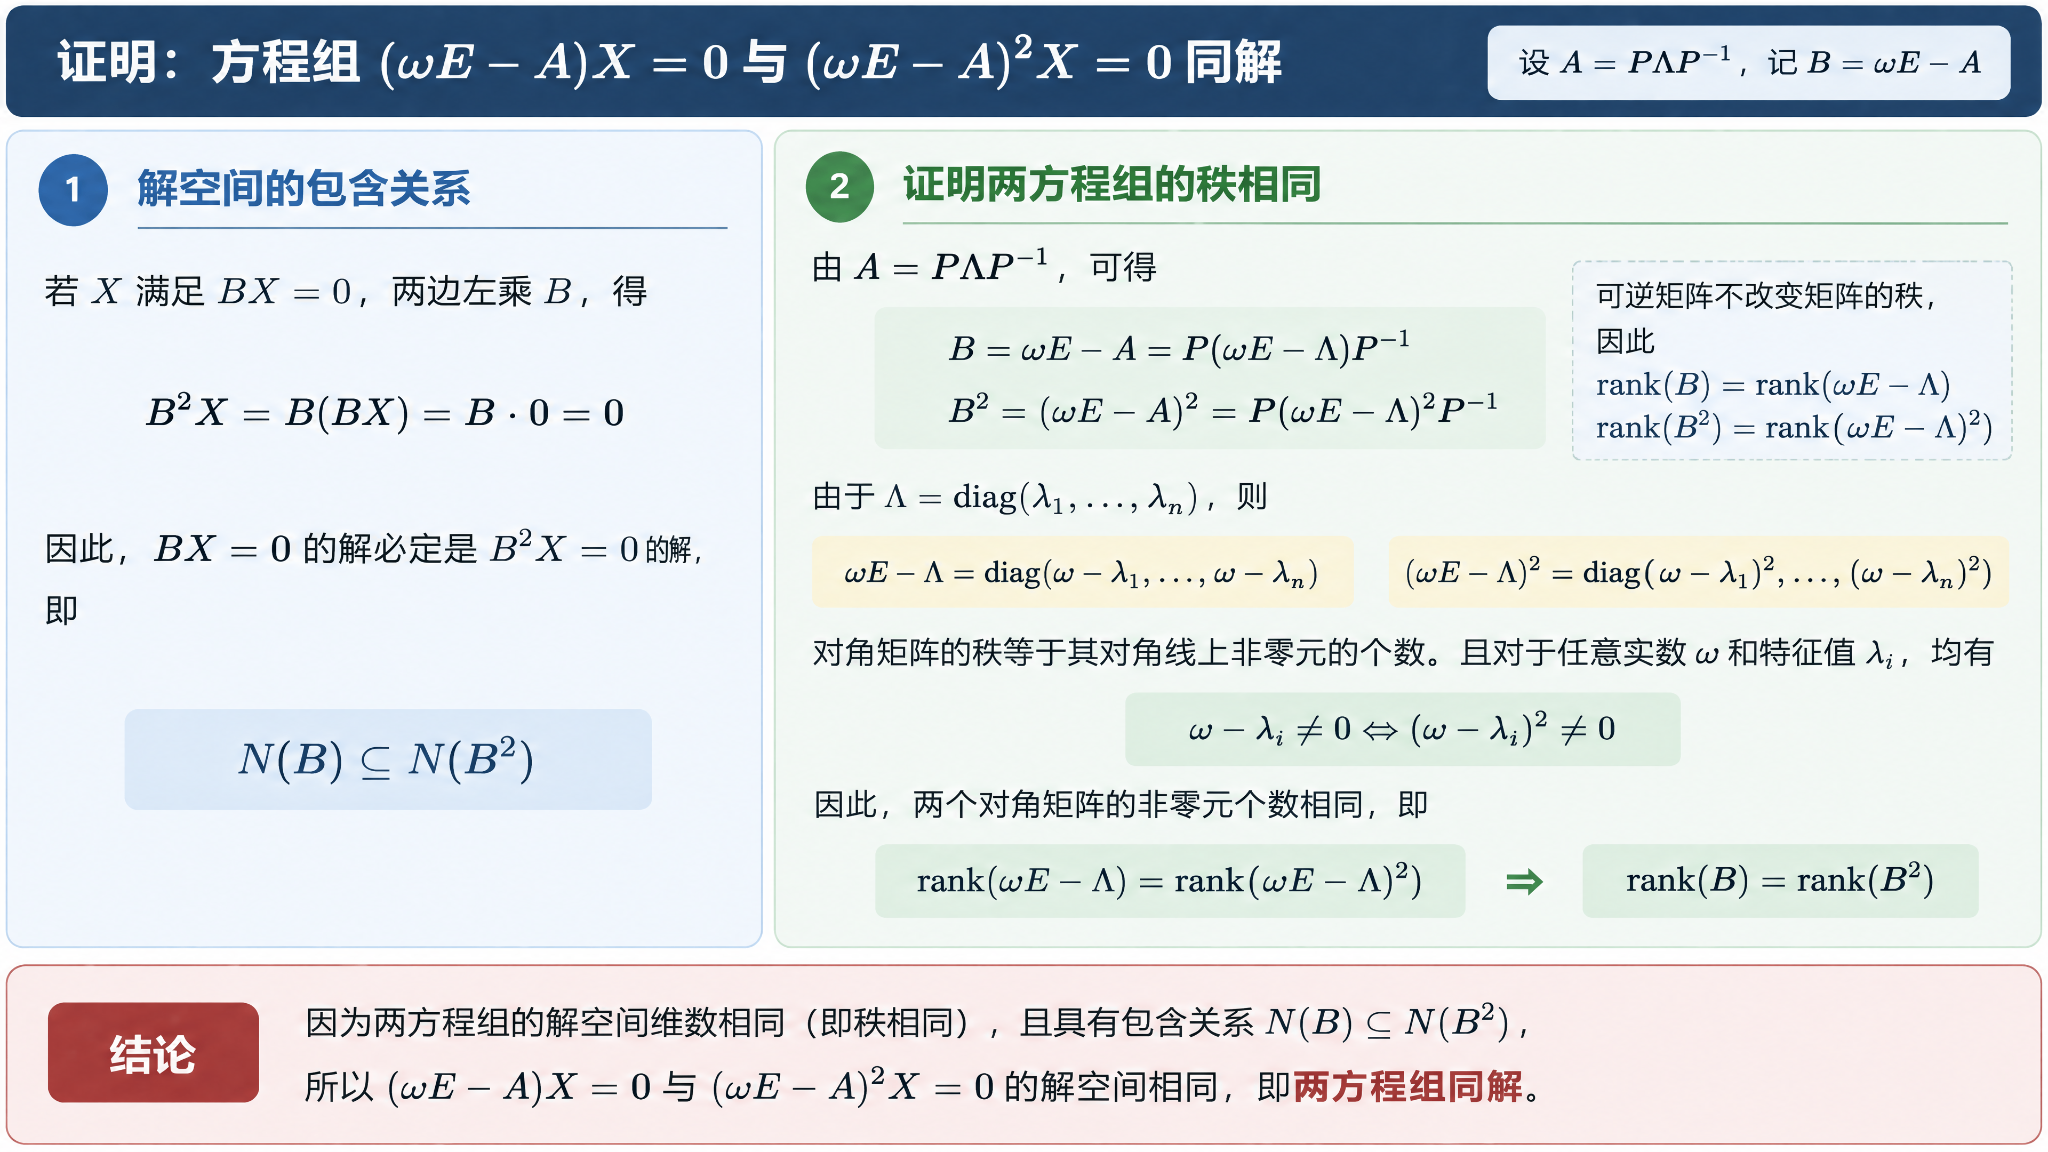 证明：方程组 (ωE − A)X = 0 与 (ωE − A)²X = 0 同解
设 A = PΛP⁻¹，记 B = ωE − A
1 解空间的包含关系
若 X 满足 BX = 0，两边左乘 B，得
B²X = B(BX) = B · 0 = 0
因此，BX = 0 的解必定是 B²X = 0 的解，
即
N(B) ⊆ N(B²)
2 证明两方程组的秩相同
由 A = PΛP⁻¹，可得
B = ωE − A = P(ωE − Λ)P⁻¹
B² = (ωE − A)² = P(ωE − Λ)²P⁻¹
可逆矩阵不改变矩阵的秩，
因此
rank(B) = rank(ωE − Λ)
rank(B²) = rank(ωE − Λ)²)
由于 Λ = diag(λ₁, …, λₙ)，则
ωE − Λ = diag(ω − λ₁, …, ω − λₙ)
(ωE − Λ)² = diag(ω − λ₁)², …, (ω − λₙ)²)
对角矩阵的秩等于其对角线上非零元的个数。且对于任意实数 ω 和特征值 λᵢ，均有
ω − λᵢ ≠ 0 ⇔ (ω − λᵢ)² ≠ 0
因此，两个对角矩阵的非零元个数相同，即
rank(ωE − Λ) = rank(ωE − Λ)²) ⇒ rank(B) = rank(B²)
结论
因为两方程组的解空间维数相同（即秩相同），且具有包含关系 N(B) ⊆ N(B²)，
所以 (ωE − A)X = 0 与 (ωE − A)²X = 0 的解空间相同，即两方程组同解。